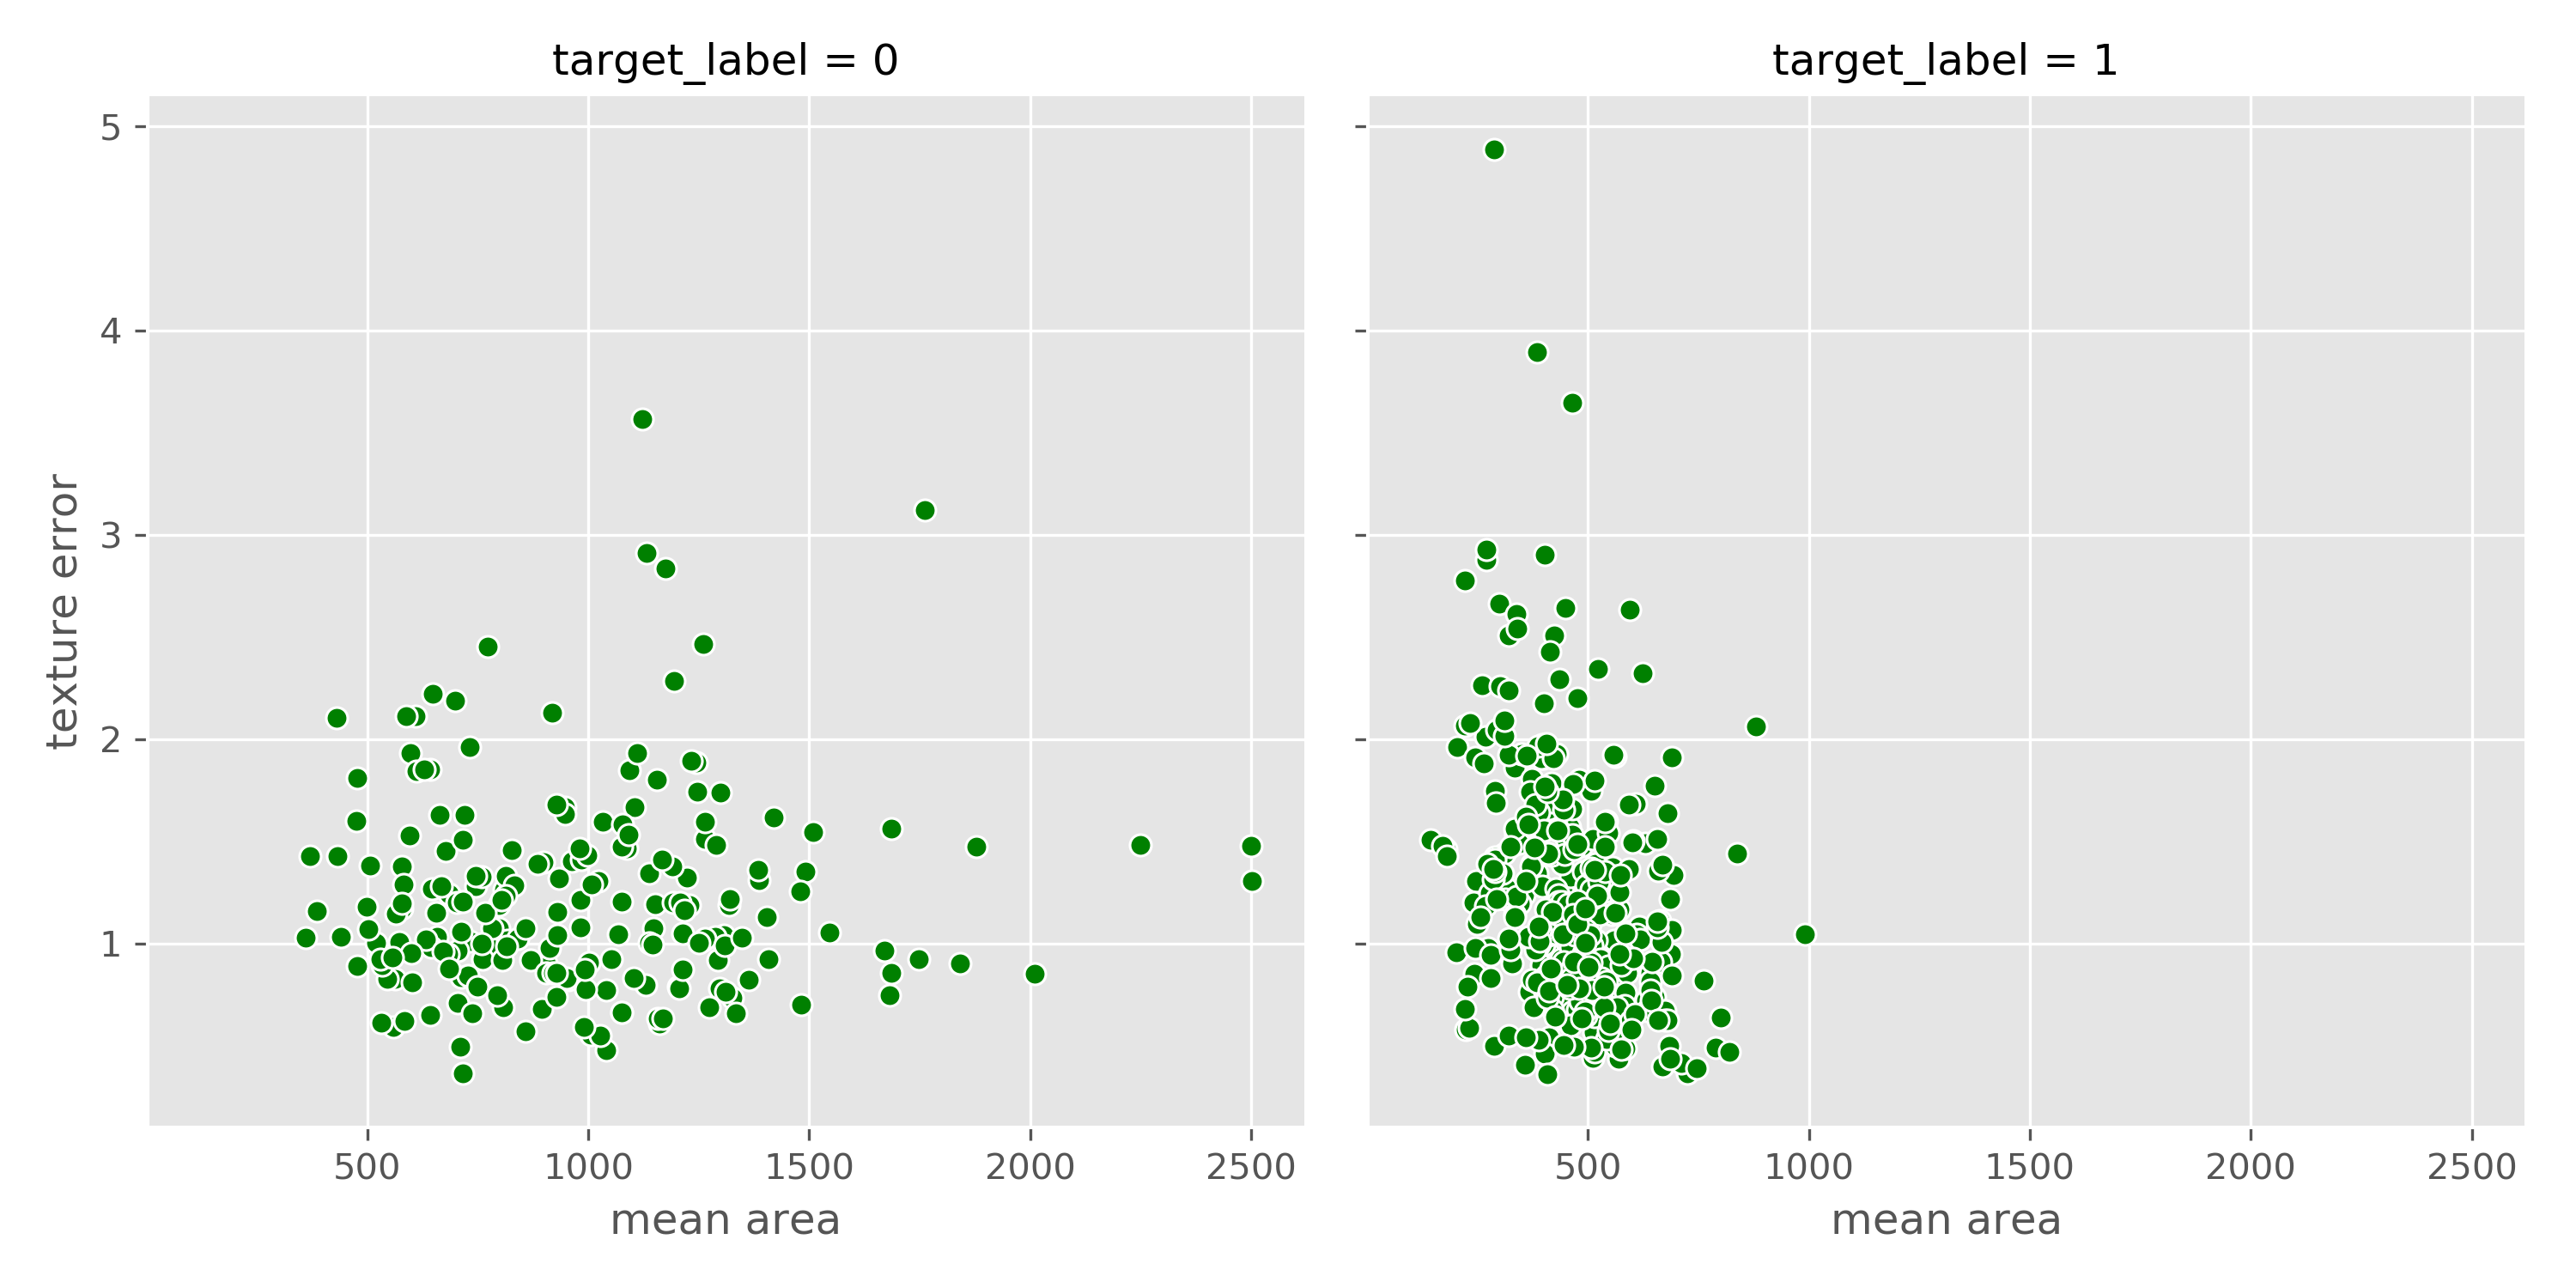 target_label = 0
target_label = 1
texture error
5
4
3
2
1
500 1000 1500 2000 2500
500 1000 1500 2000 2500
mean area
mean area